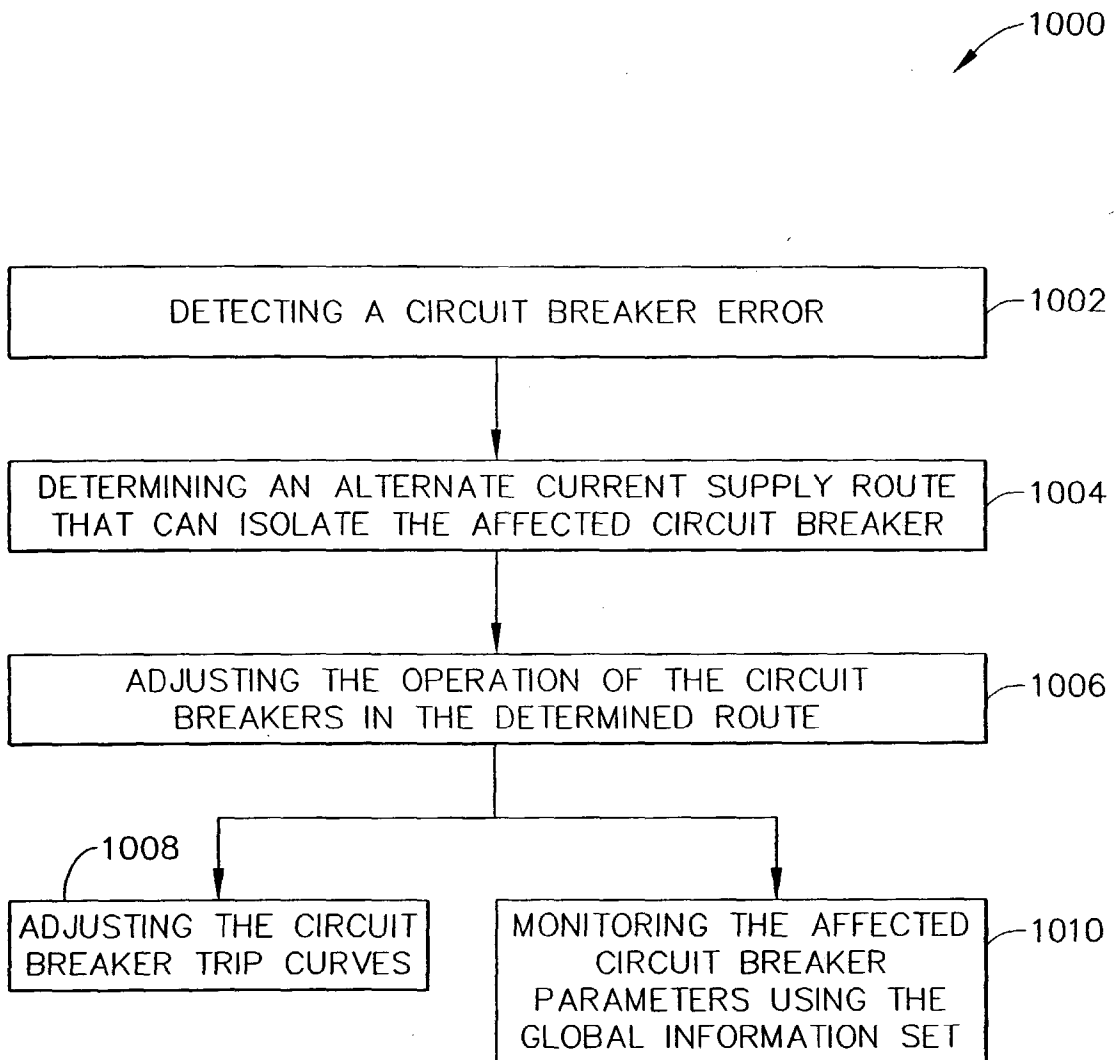 1000
DETECTING A CIRCUIT BREAKER ERROR
1002
DETERMINING AN ALTERNATE CURRENT SUPPLY ROUTE
THAT CAN ISOLATE THE AFFECTED CIRCUIT BREAKER
1004
ADJUSTING THE OPERATION OF THE CIRCUIT
BREAKERS IN THE DETERMINED ROUTE
1006
1008
ADJUSTING THE CIRCUIT
BREAKER TRIP CURVES
MONITORING THE AFFECTED
CIRCUIT BREAKER
PARAMETERS USING THE
GLOBAL INFORMATION SET
1010